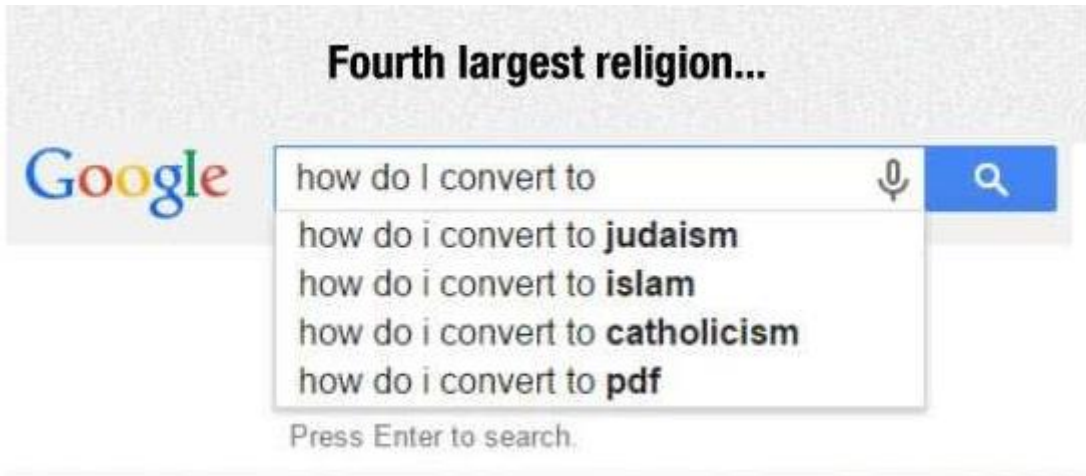 Fourth largest religion...
Google
how do I convert to
how do i convert to judaism
how do i convert to islam
how do i convert to catholicism
how do i convert to pdf
Press Enter to search.